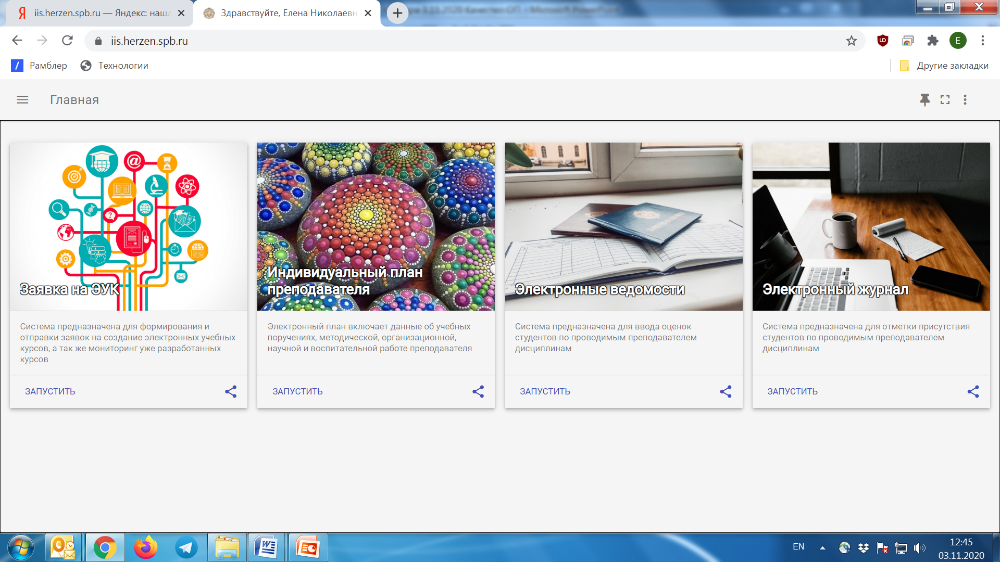 iis.herzen.spb.ru — Яндекс: наш
Здравствуйте, Елена Николаевн
iis.herzen.spb.ru
E
Рамблер
Технологии
Другие закладки
Главная
Заявка на ЭУК
Система предназначена для формирования и
отправки заявок на создание электронных учебных
курсов, а так же мониторинг уже разработанных
курсов
ЗАПУСТИТЬ
Индивидуальный план
преподавателя
Электронный план включает данные об учебных
поручениях, методической, организационной,
научной и воспитательной работе преподавателя
ЗАПУСТИТЬ
Электронные ведомости
Система предназначена для ввода оценок
студентов по проводимым преподавателем
дисциплинам
ЗАПУСТИТЬ
Электронный журнал
Система предназначена для отметки присутствия
студентов по проводимым преподавателем
дисциплинам
ЗАПУСТИТЬ
EN
12:45
03.11.2020